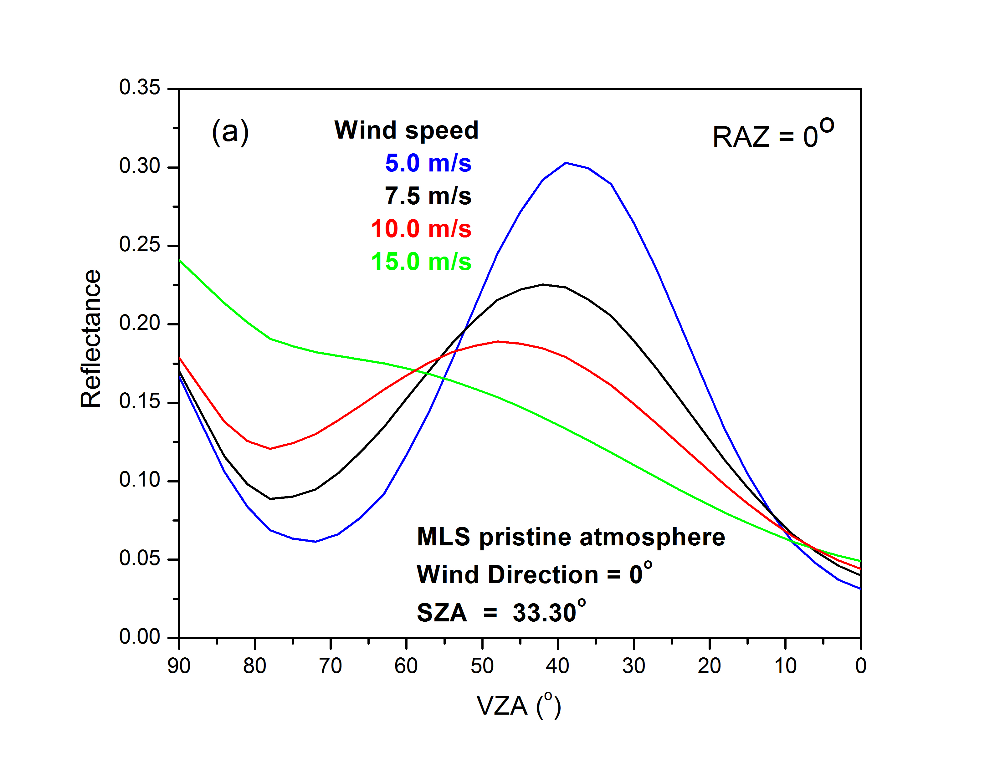 (a)
Wind speed
5.0 m/s
7.5 m/s
10.0 m/s
15.0 m/s
RAZ = 0°
Reflectance
0.35
0.30
0.25
0.20
0.15
0.10
0.05
0.00
MLS pristine atmosphere
Wind Direction = 0°
SZA = 33.30°
90 80 70 60 50 40 30 20 10 0
VZA (°)